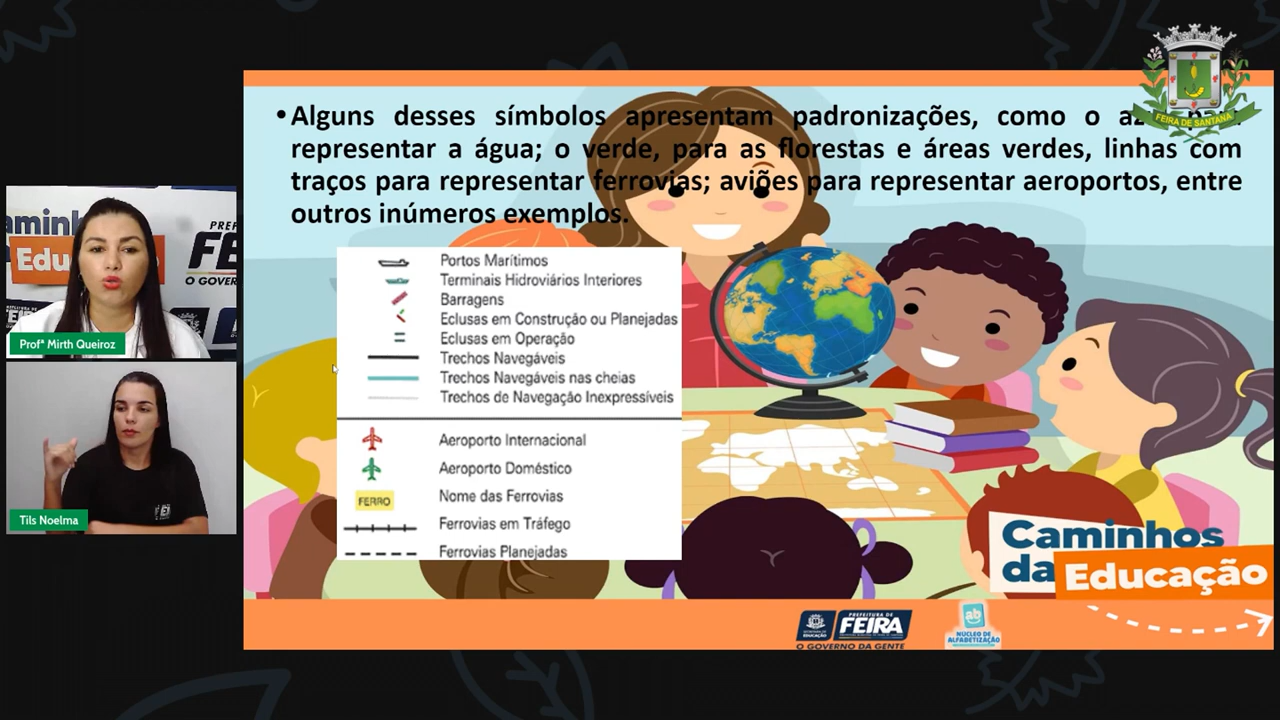 FEIRA DE SANTANA
•Alguns desses símbolos apresentam padronizações, como o
representar a água; o verde, para as florestas e áreas verdes, linhas com
traços para representar ferrovias; aviões para representar aeroportos, entre
outros inúmeros exemplos.
Portos Marítimos
Terminais Hidroviários Interiores
Barragens
Eclusas em Construção ou Planejadas
Eclusas em Operação
Trechos Navegáveis
Trechos Navegáveis nas cheias
Trechos de Navegação Inexpressíveis
Aeroporto Internacional
Aeroporto Doméstico
FERRO Nome das Ferrovias
Ferrovias em Tráfego
Ferrovias Planejadas
Profª Mirth Queiroz
Tils Noelma
Caminhos
da Educação
PREFEITURA DE
FEIRA
O GOVERNO DA GENTE
NÚCLEO DE
ALFABETIZAÇÃO